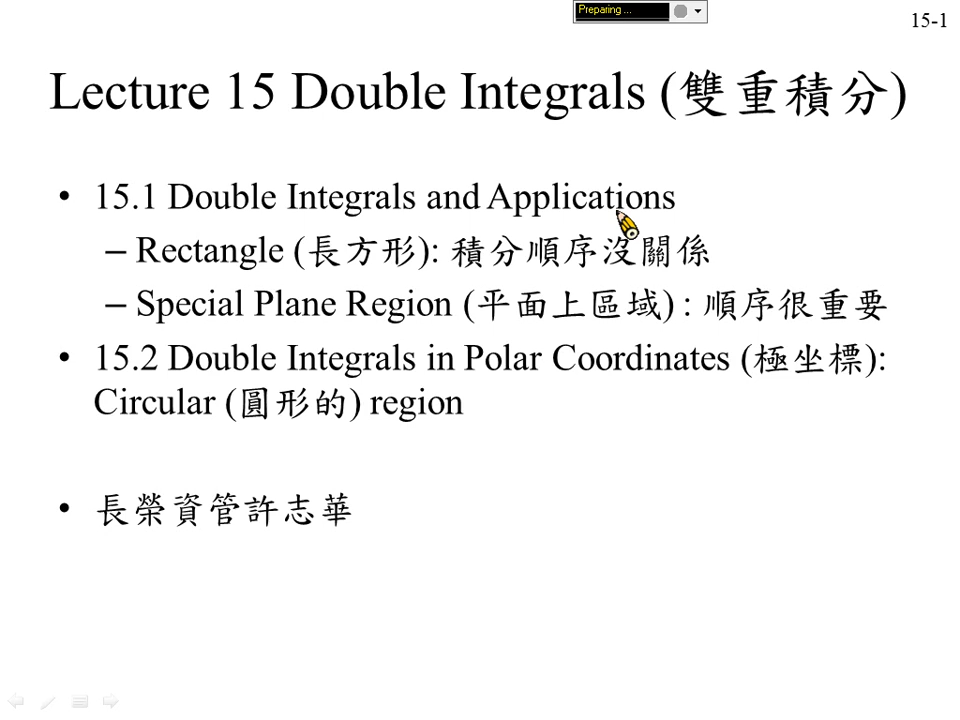 Preparing ...
15-1
Lecture 15 Double Integrals (雙重積分)
• 15.1 Double Integrals and Applications
– Rectangle (長方形): 積分順序沒關係
– Special Plane Region (平面上區域) : 順序很重要
• 15.2 Double Integrals in Polar Coordinates (極坐標):
Circular (圓形的) region
• 長榮資管許志華